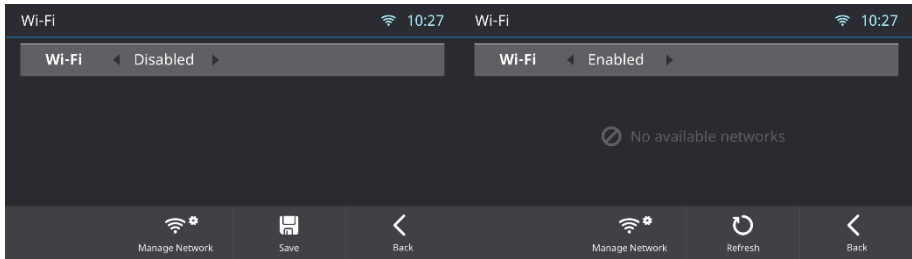 Wi-Fi 10:27
Wi-Fi Disabled
Manage Network Save Back
Wi-Fi 10:27
Wi-Fi Enabled
No available networks
Manage Network Refresh Back